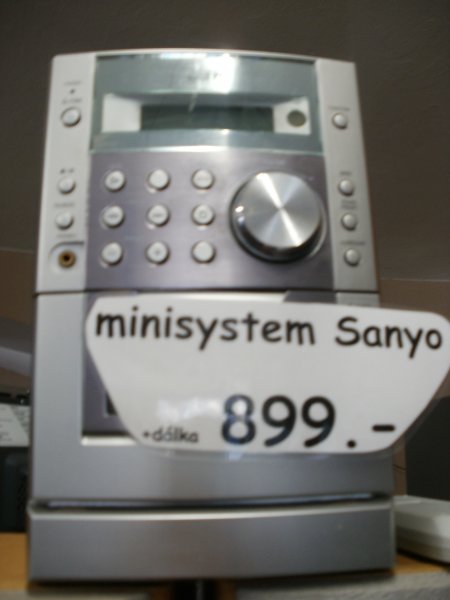 minisystem Sanyo
+dálka 899.-